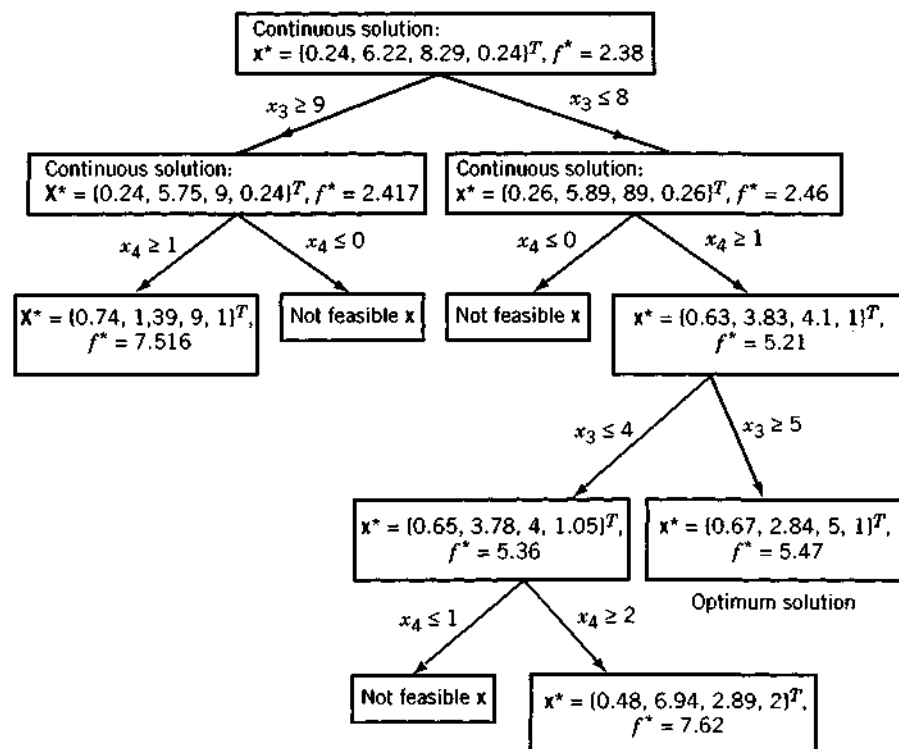 Continuous solution:
x* = {0.24, 6.22, 8.29, 0.24}ᵀ, f* = 2.38
x₃ ≥ 9
x₃ ≤ 8
Continuous solution:
X* = {0.24, 5.75, 9, 0.24}ᵀ, f* = 2.417
Continuous solution:
x* = {0.26, 5.89, 89, 0.26}ᵀ, f* = 2.46
x₄ ≥ 1
x₄ ≤ 0
x₄ ≤ 0
x₄ ≥ 1
X* = {0.74, 1,39, 9, 1}ᵀ,
f* = 7.516
Not feasible x
Not feasible x
x* = {0.63, 3.83, 4.1, 1}ᵀ,
f* = 5.21
x₃ ≤ 4
x₃ ≥ 5
x* = {0.65, 3.78, 4, 1.05}ᵀ,
f* = 5.36
x* = {0.67, 2.84, 5, 1}ᵀ,
f* = 5.47
Optimum solution
x₄ ≤ 1
x₄ ≥ 2
Not feasible x
x* = {0.48, 6.94, 2.89, 2}ᵀ,
f* = 7.62